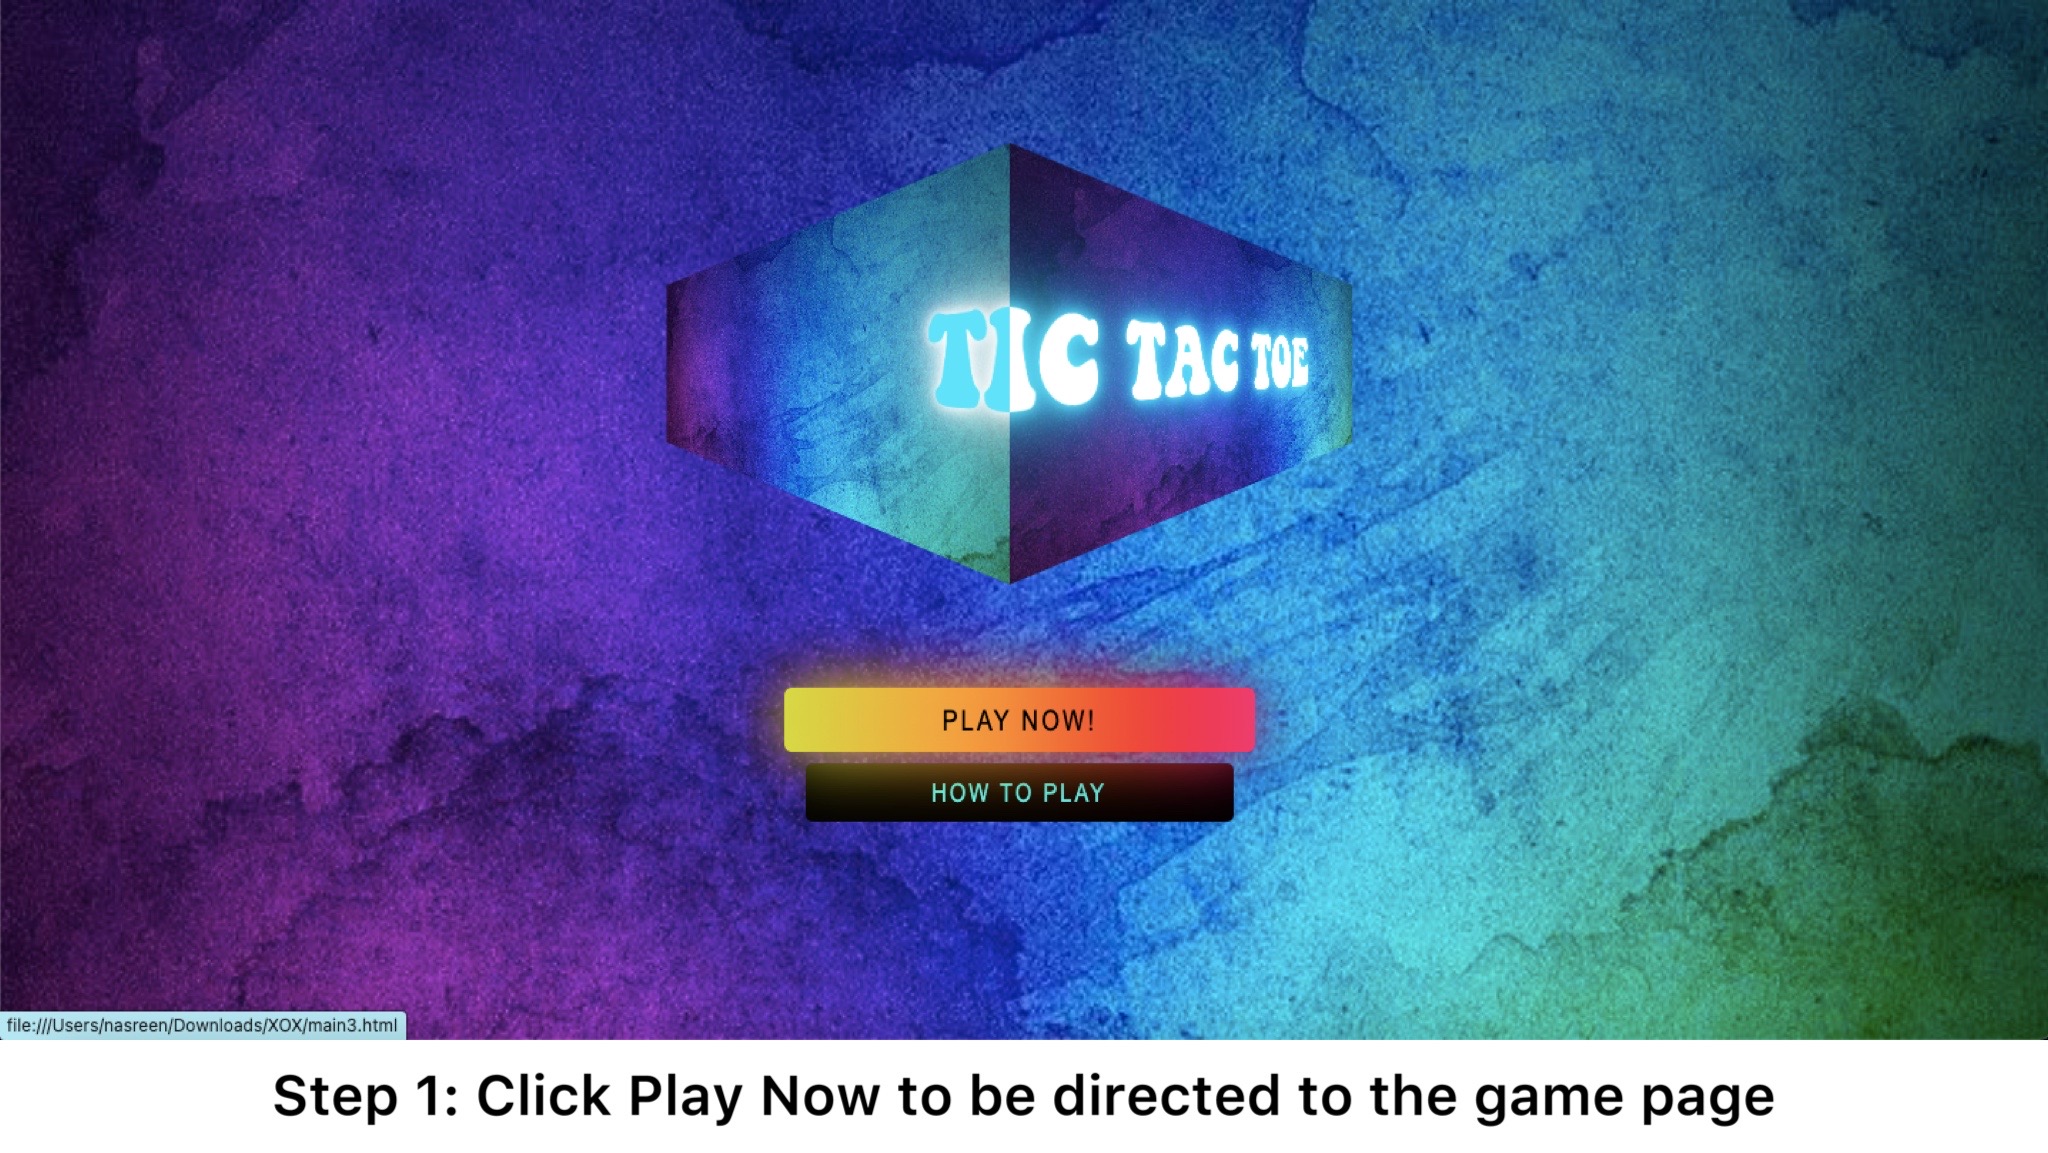 TIC TAC TOE
PLAY NOW!
HOW TO PLAY
file:///Users/nasreen/Downloads/XOX/main3.html
Step 1: Click Play Now to be directed to the game page